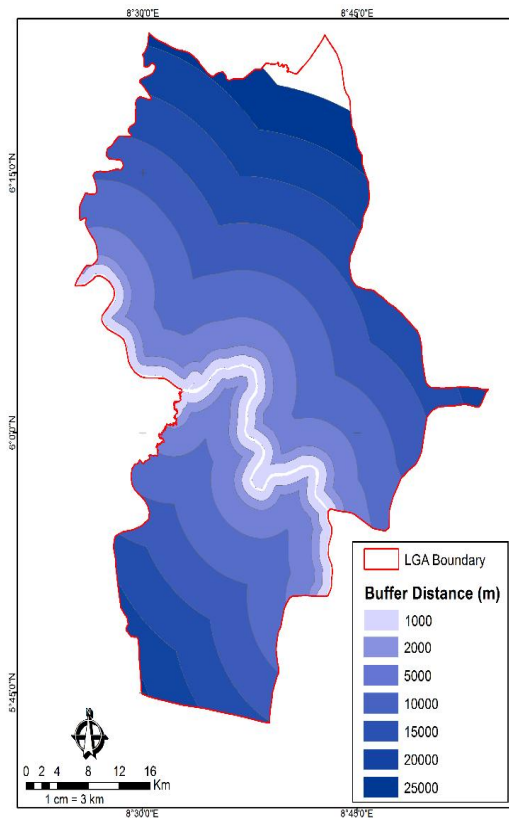 8°30'0"E 8°45'0"E
6°15'0"N
6°0'0"N
5°45'0"N
LGA Boundary
Buffer Distance (m)
1000
2000
5000
10000
15000
20000
25000
0 2 4 8 12 16
Km
1 cm = 3 km
8°30'0"E 8°45'0"E